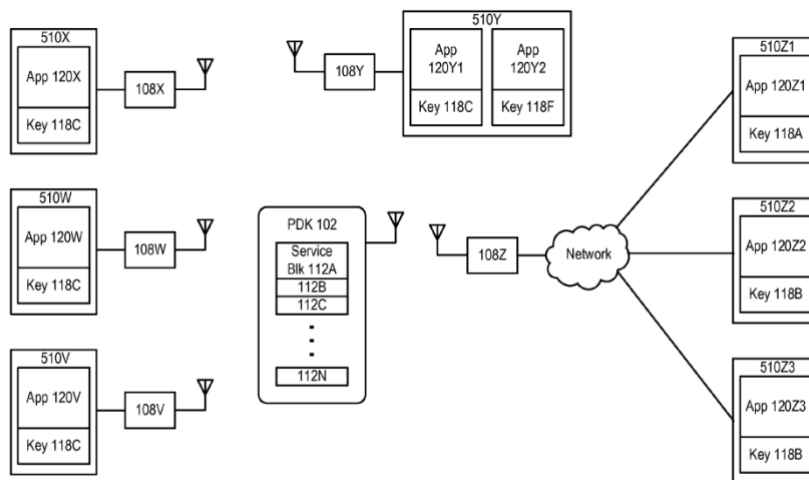 510X
App 120X
Key 118C
108X
108Y
510Y
App
120Y1
Key 118C
App
120Y2
Key 118F
510Z1
App 120Z1
Key 118A
510W
App 120W
Key 118C
108W
PDK 102
Service
Blk 112A
112B
112C
112N
108Z
Network
510Z2
App 120Z2
Key 118B
510V
App 120V
Key 118C
108V
510Z3
App 120Z3
Key 118B